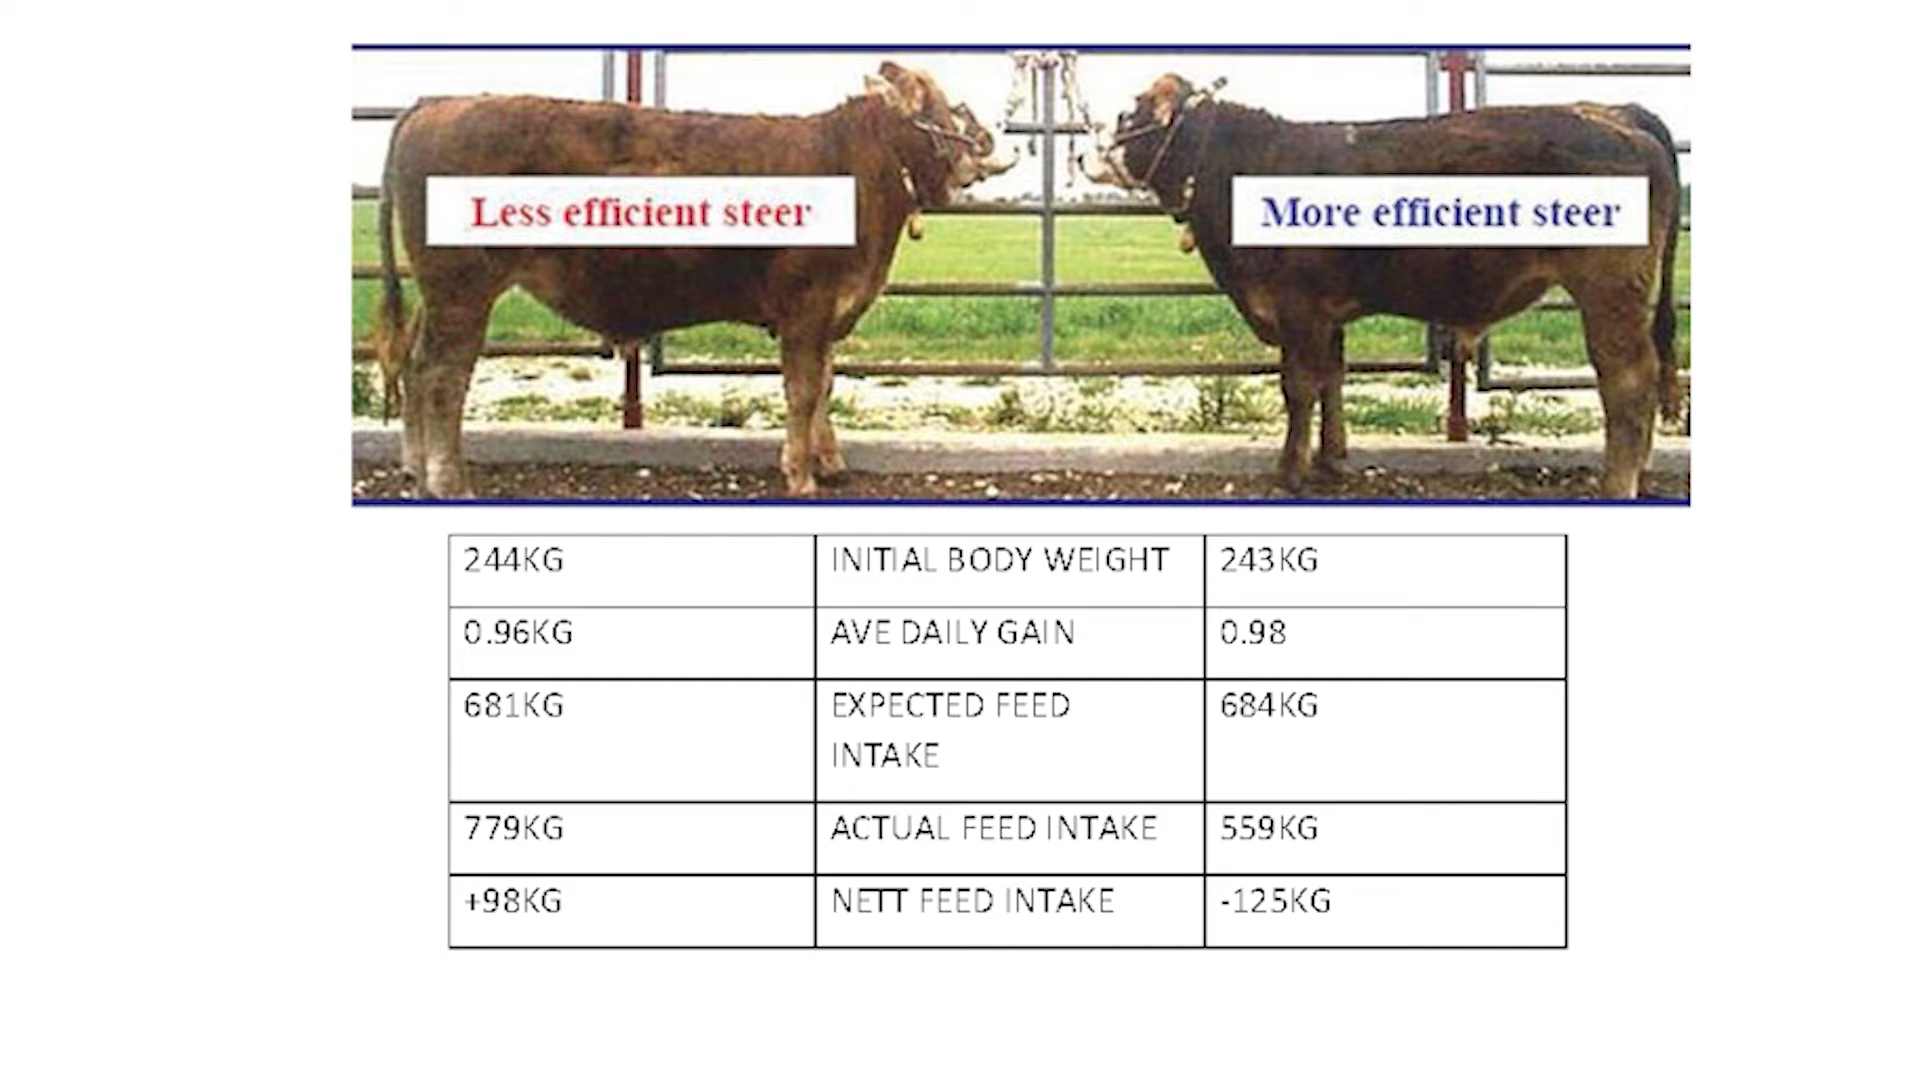 Less efficient steer
More efficient steer
244KG INITIAL BODY WEIGHT 243KG
0.96KG AVE DAILY GAIN 0.98
681KG EXPECTED FEED 684KG
INTAKE
779KG ACTUAL FEED INTAKE 559KG
+98KG NETT FEED INTAKE -125KG